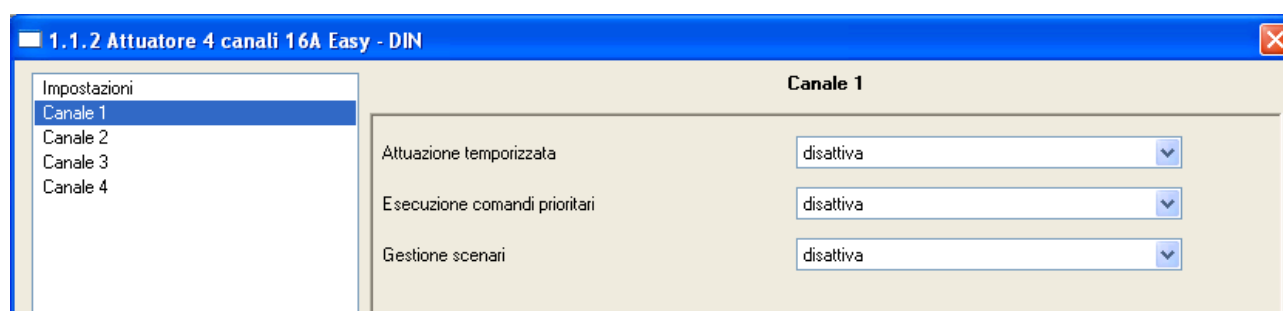 1.1.2 Attuatore 4 canali 16A Easy - DIN
Impostazioni
Canale 1
Canale 2
Canale 3
Canale 4
Canale 1
Attuazione temporizzata disattiva
Esecuzione comandi prioritari disattiva
Gestione scenari disattiva